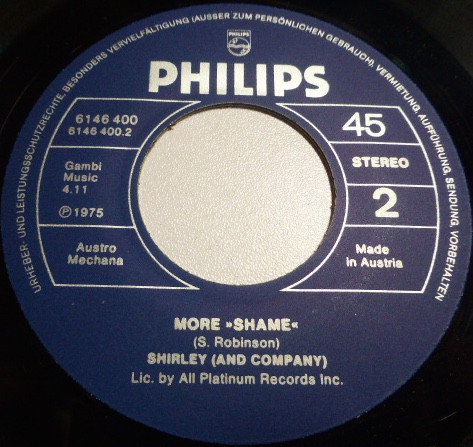 URHEBER- UND LEISTUNGSSCHUTZRECHTE, BESONDERS VERVIELFÄLTIGUNG (AUSSER ZUM PERSÖNLICHEN GEBRAUCH), VERMIETUNG, AUFFÜHRUNG, SENDUNG, VORBEHALTEN
PHILIPS
PHILIPS
6146 400
6146 400.2
45
Gambi
Music
4.11
STEREO
℗ 1975
2
Austro
Mechana
Made
in Austria
MORE »SHAME«
(S. Robinson)
SHIRLEY (AND COMPANY)
Lic. by All Platinum Records Inc.